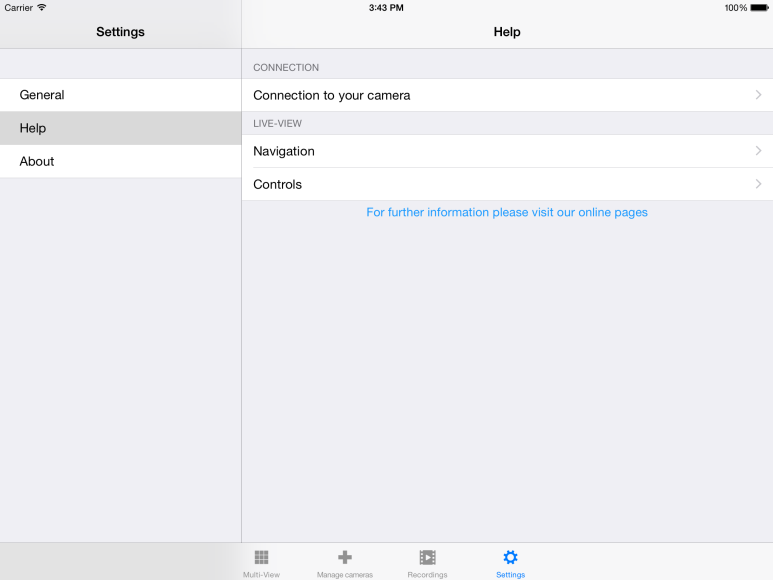 Carrier 3:43 PM 100%
Settings
Help
General
Help
About
CONNECTION
Connection to your camera
LIVE-VIEW
Navigation
Controls
For further information please visit our online pages
Multi-View
Manage cameras
Recordings
Settings